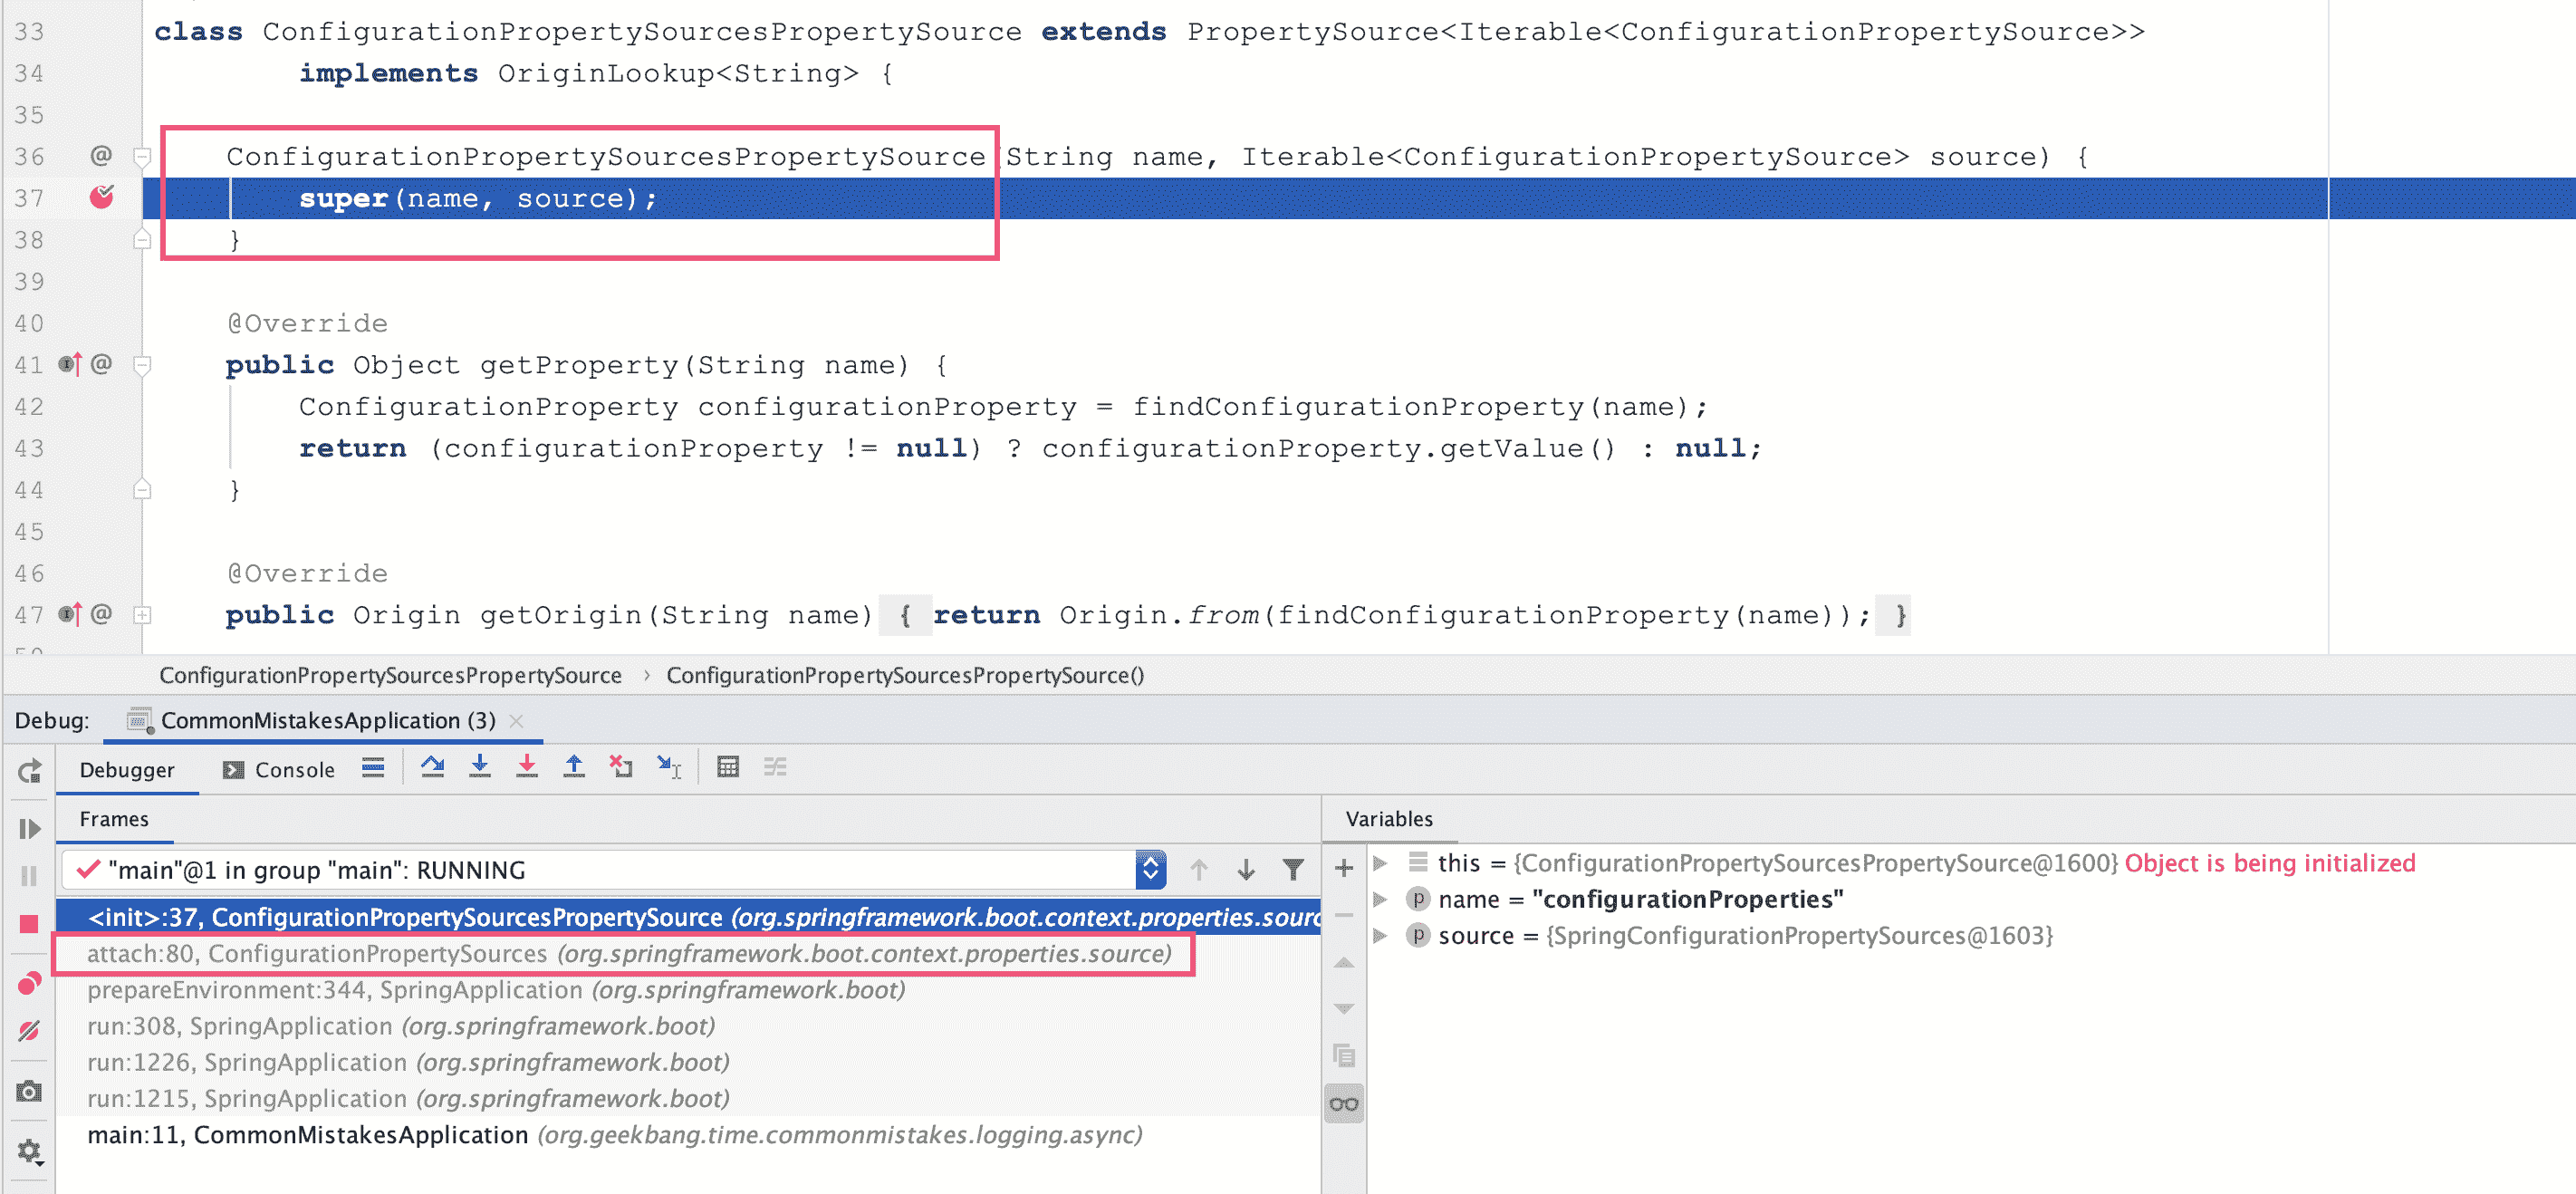 33 class ConfigurationPropertySourcesPropertySource extends PropertySource<Iterable<ConfigurationPropertySource>>
34 implements OriginLookup<String> {
35
36 @ ConfigurationPropertySourcesPropertySource(String name, Iterable<ConfigurationPropertySource> source) {
37 super(name, source);
38 }
39
40 @Override
41 @ public Object getProperty(String name) {
42 ConfigurationProperty configurationProperty = findConfigurationProperty(name);
43 return (configurationProperty != null) ? configurationProperty.getValue() : null;
44 }
45
46 @Override
47 @ public Origin getOrigin(String name) { return Origin.from(findConfigurationProperty(name)); }
ConfigurationPropertySourcesPropertySource › ConfigurationPropertySourcesPropertySource()
Debug: CommonMistakesApplication (3)
Debugger Console
Frames
"main"@1 in group "main": RUNNING
<init>:37, ConfigurationPropertySourcesPropertySource (org.springframework.boot.context.properties.sourc
attach:80, ConfigurationPropertySources (org.springframework.boot.context.properties.source)
prepareEnvironment:344, SpringApplication (org.springframework.boot)
run:308, SpringApplication (org.springframework.boot)
run:1226, SpringApplication (org.springframework.boot)
run:1215, SpringApplication (org.springframework.boot)
main:11, CommonMistakesApplication (org.geekbang.time.commonmistakes.logging.async)
Variables
this = {ConfigurationPropertySourcesPropertySource@1600} Object is being initialized
p name = "configurationProperties"
p source = {SpringConfigurationPropertySources@1603}